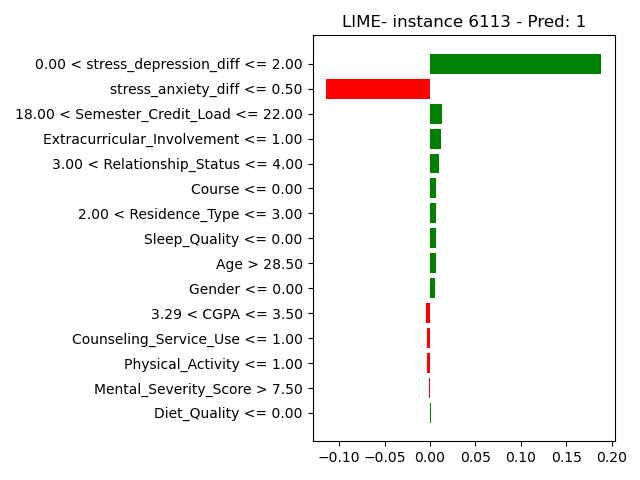 LIME- instance 6113 - Pred: 1
0.00 < stress_depression_diff <= 2.00
stress_anxiety_diff <= 0.50
18.00 < Semester_Credit_Load <= 22.00
Extracurricular_Involvement <= 1.00
3.00 < Relationship_Status <= 4.00
Course <= 0.00
2.00 < Residence_Type <= 3.00
Sleep_Quality <= 0.00
Age > 28.50
Gender <= 0.00
3.29 < CGPA <= 3.50
Counseling_Service_Use <= 1.00
Physical_Activity <= 1.00
Mental_Severity_Score > 7.50
Diet_Quality <= 0.00
−0.10 −0.05 0.00 0.05 0.10 0.15 0.20